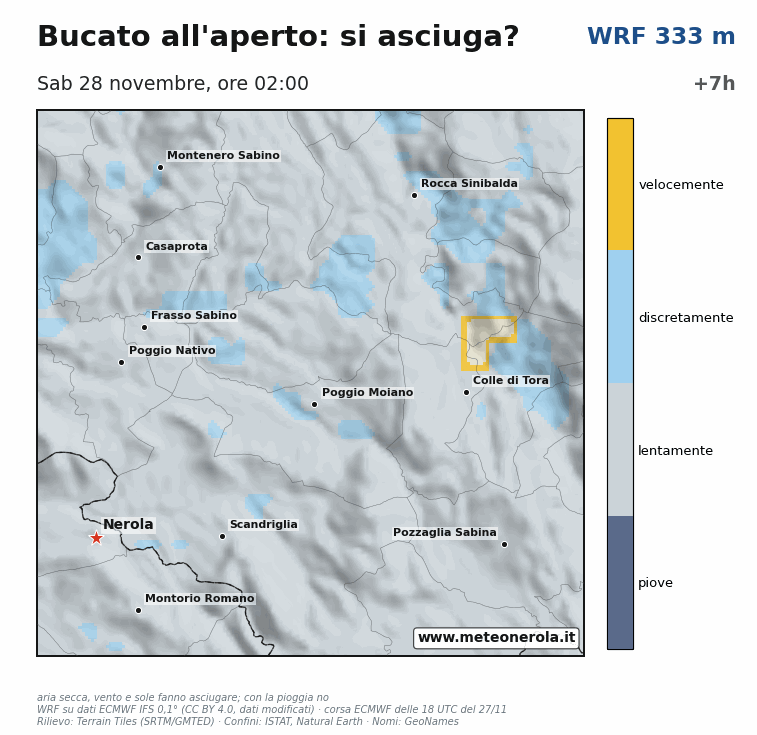 Bucato all'aperto: si asciuga?
WRF 333 m
Sab 28 novembre, ore 02:00
+7h
Montenero Sabino
Rocca Sinibalda
Casaprota
Frasso Sabino
Poggio Nativo
Colle di Tora
Poggio Moiano
Nerola
Scandriglia
Pozzaglia Sabina
Montorio Romano
www.meteonerola.it
velocemente
discretamente
lentamente
piove
aria secca, vento e sole fanno asciugare; con la pioggia no
WRF su dati ECMWF IFS 0,1° (CC BY 4.0, dati modificati) · corsa ECMWF delle 18 UTC del 27/11
Rilievo: Terrain Tiles (SRTM/GMTED) · Confini: ISTAT, Natural Earth · Nomi: GeoNames